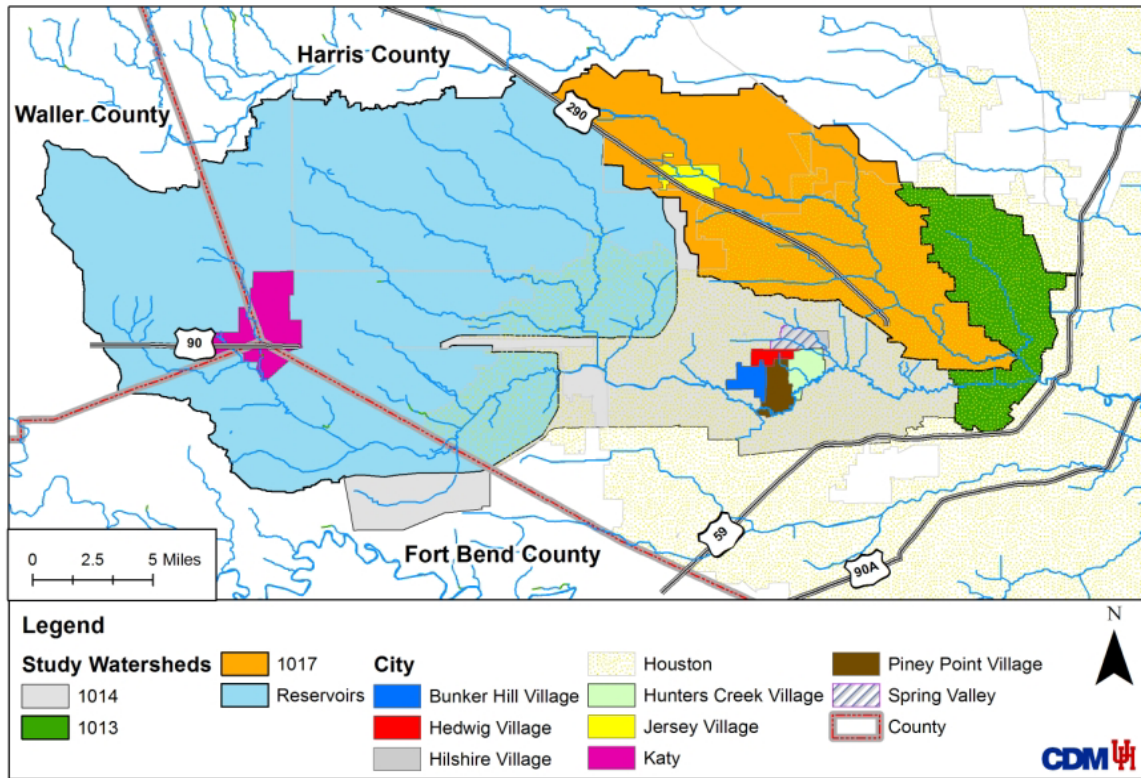 Harris County
Waller County
290
90
Fort Bend County
59
90A
0 2.5 5 Miles
Legend
Study Watersheds
1014
1013
1017
Reservoirs
City
Bunker Hill Village
Hedwig Village
Hilshire Village
Houston
Hunters Creek Village
Jersey Village
Katy
Piney Point Village
Spring Valley
County
N
CDM UH